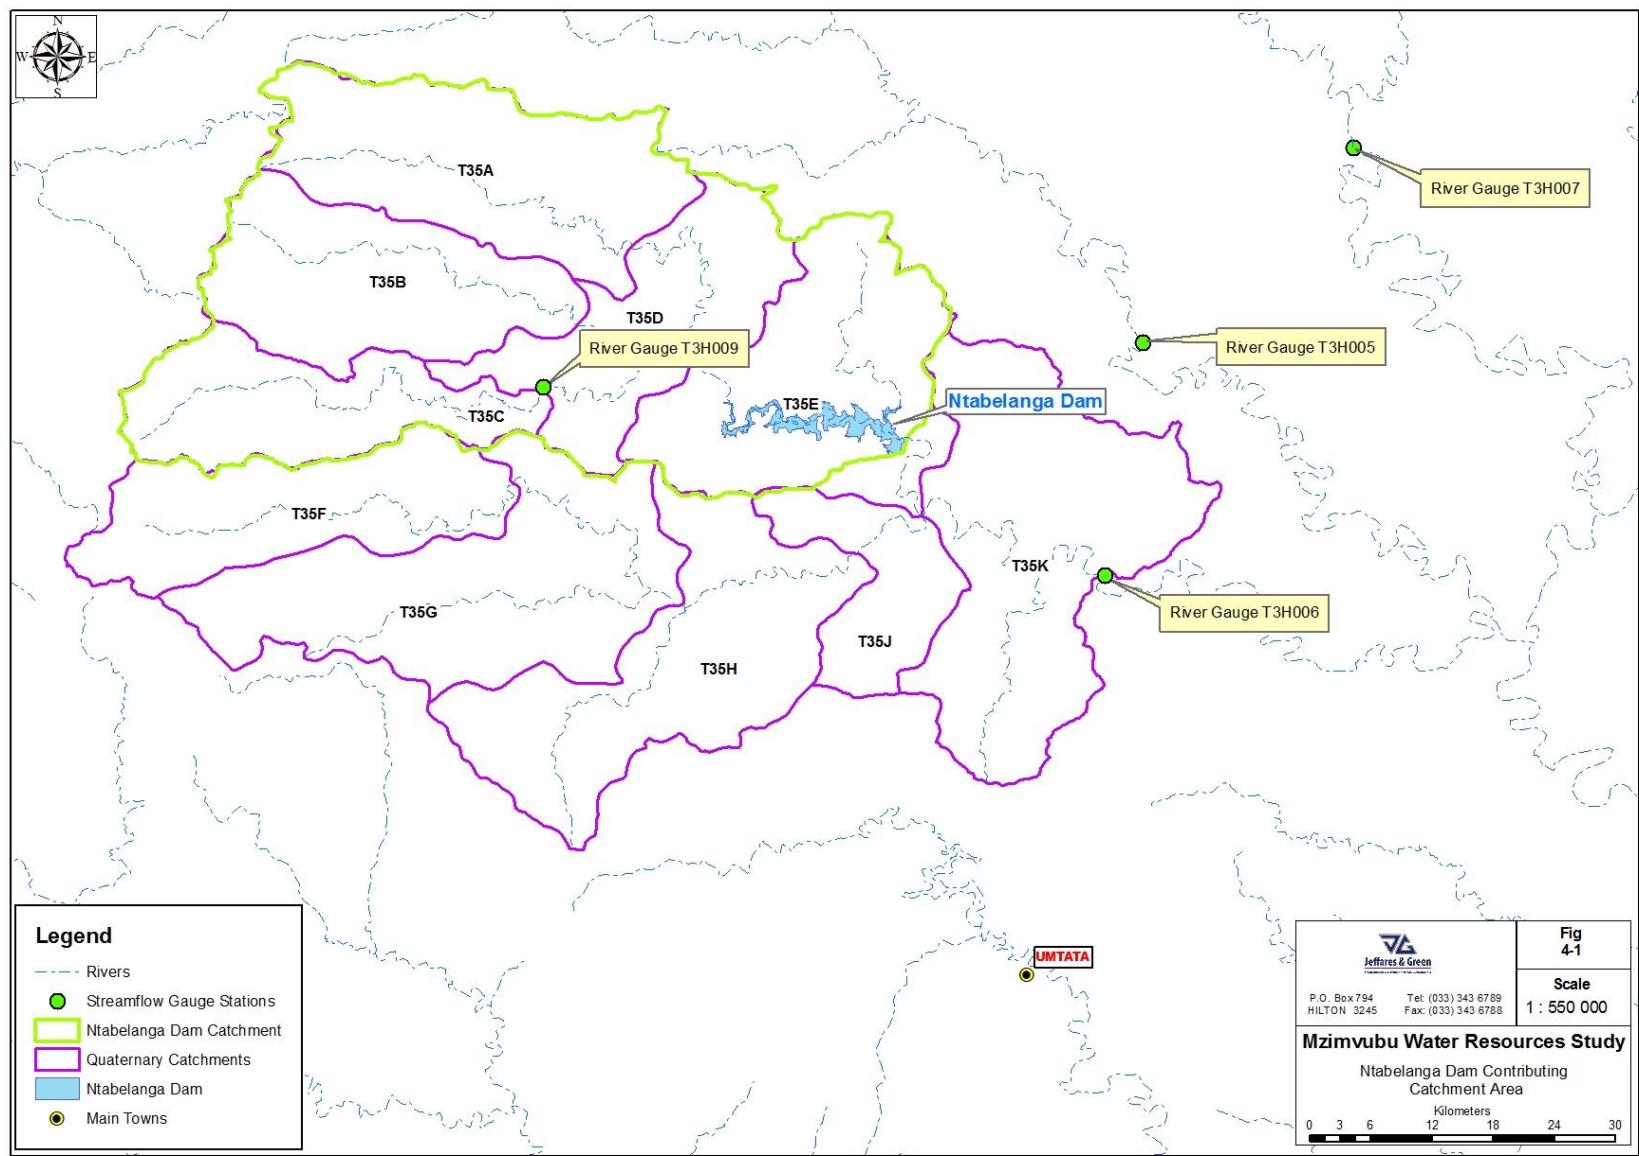 N
W E
S
T35A
River Gauge T3H007
T35B
T35D
River Gauge T3H009
River Gauge T3H005
T35E
Ntabelanga Dam
T35C
T35F
T35K
T35G
River Gauge T3H006
T35J
T35H
UMTATA
Legend
Rivers
Streamflow Gauge Stations
Ntabelanga Dam Catchment
Quaternary Catchments
Ntabelanga Dam
Main Towns
Jeffares & Green
P.O. Box 794 Tel: (033) 343 6789
HILTON 3245 Fax: (033) 343 6788
Fig
4-1
Scale
1 : 550 000
Mzimvubu Water Resources Study
Ntabelanga Dam Contributing
Catchment Area
Kilometers
0 3 6 12 18 24 30